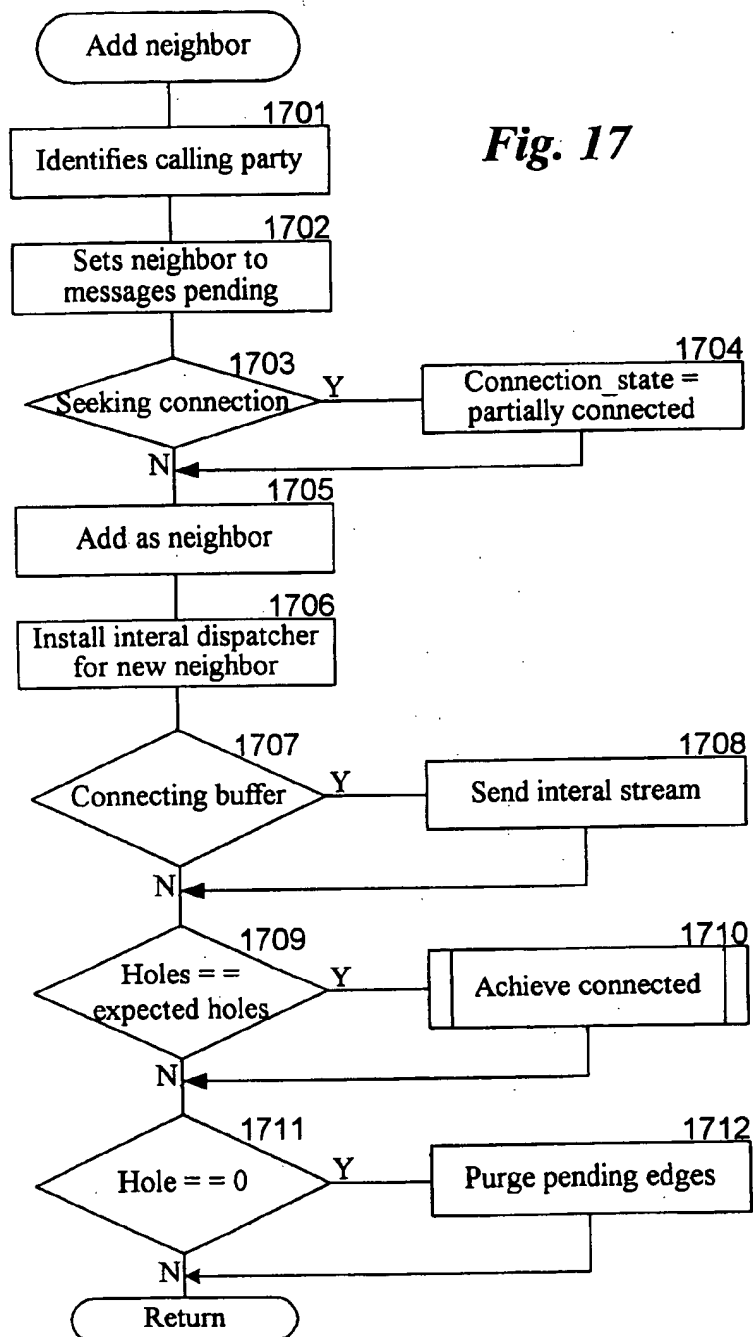 Add neighbor
Fig. 17
1701
Identifies calling party
1702
Sets neighbor to
messages pending
1703
Seeking connection
Y
N
1704
Connection_state =
partially connected
1705
Add as neighbor
1706
Install interal dispatcher
for new neighbor
1707
Connecting buffer
Y
N
1708
Send interal stream
1709
Holes = =
expected holes
Y
N
1710
Achieve connected
1711
Hole = = 0
Y
N
1712
Purge pending edges
Return